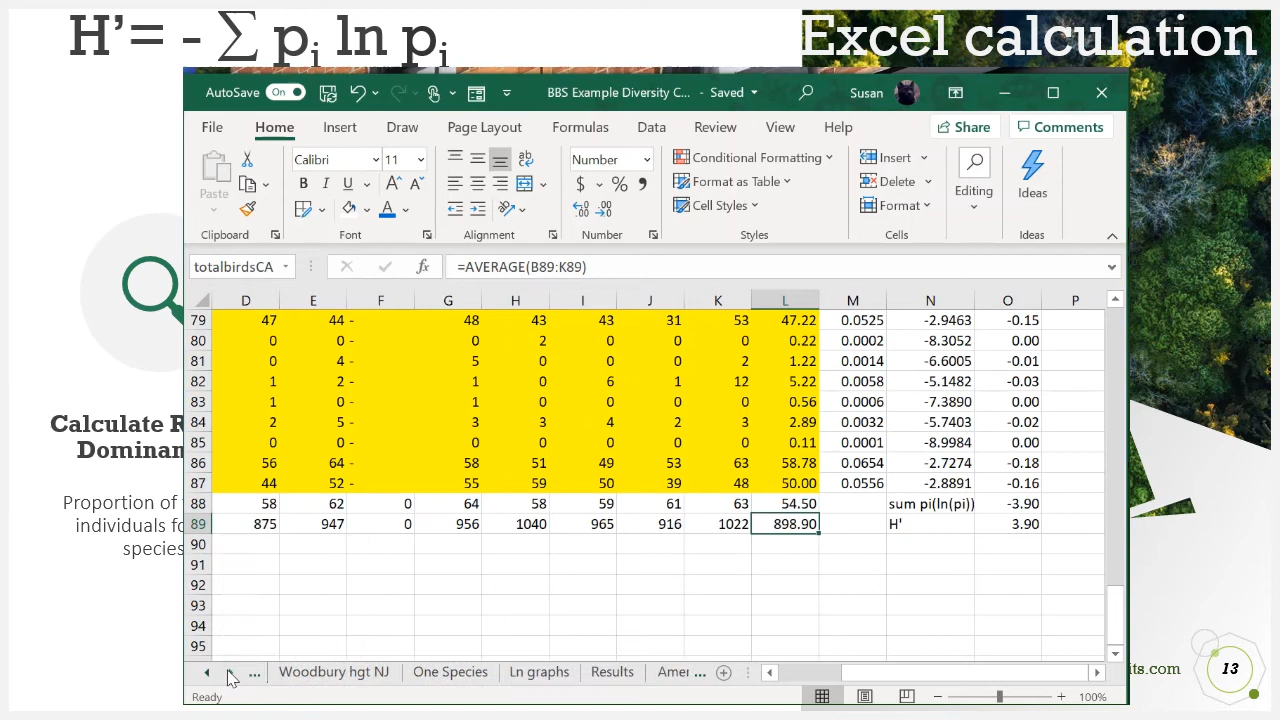 H’= - ∑ pi ln pi
Excel calculation
AutoSave On BBS Example Diversity C... - Saved Susan
File Home Insert Draw Page Layout Formulas Data Review View Help Share Comments
Paste Calibri 11 ab Number Conditional Formatting Insert Editing Ideas
B I U A A $ % Format as Table Delete
A Cell Styles Format
Clipboard Font Alignment Number Styles Cells Ideas
totalbirdsCA fx =AVERAGE(B89:K89)
D E F G H I J K L M N O P
79 47 44 - 48 43 43 31 53 47.22 0.0525 -2.9463 -0.15
80 0 0 - 0 2 0 0 0 0.22 0.0002 -8.3052 0.00
81 0 4 - 5 0 0 0 2 1.22 0.0014 -6.6005 -0.01
82 1 2 - 1 0 6 1 12 5.22 0.0058 -5.1482 -0.03
83 1 0 - 1 0 0 0 0 0.56 0.0006 -7.3890 0.00
84 2 5 - 3 3 4 2 3 2.89 0.0032 -5.7403 -0.02
85 0 0 - 0 0 0 0 0 0.11 0.0001 -8.9984 0.00
86 56 64 - 58 51 49 53 63 58.78 0.0654 -2.7274 -0.18
87 44 52 - 55 59 50 39 48 50.00 0.0556 -2.8891 -0.16
88 58 62 0 64 58 59 61 63 54.50 sum pi(ln(pi)) -3.90
89 875 947 0 956 1040 965 916 1022 898.90 H' 3.90
90
91
92
93
94
95
... Woodbury hgt NJ One Species Ln graphs Results Amer ...
Ready 100%
Calculate R
Dominan
Proportion of
individuals fo
species
its.com
13